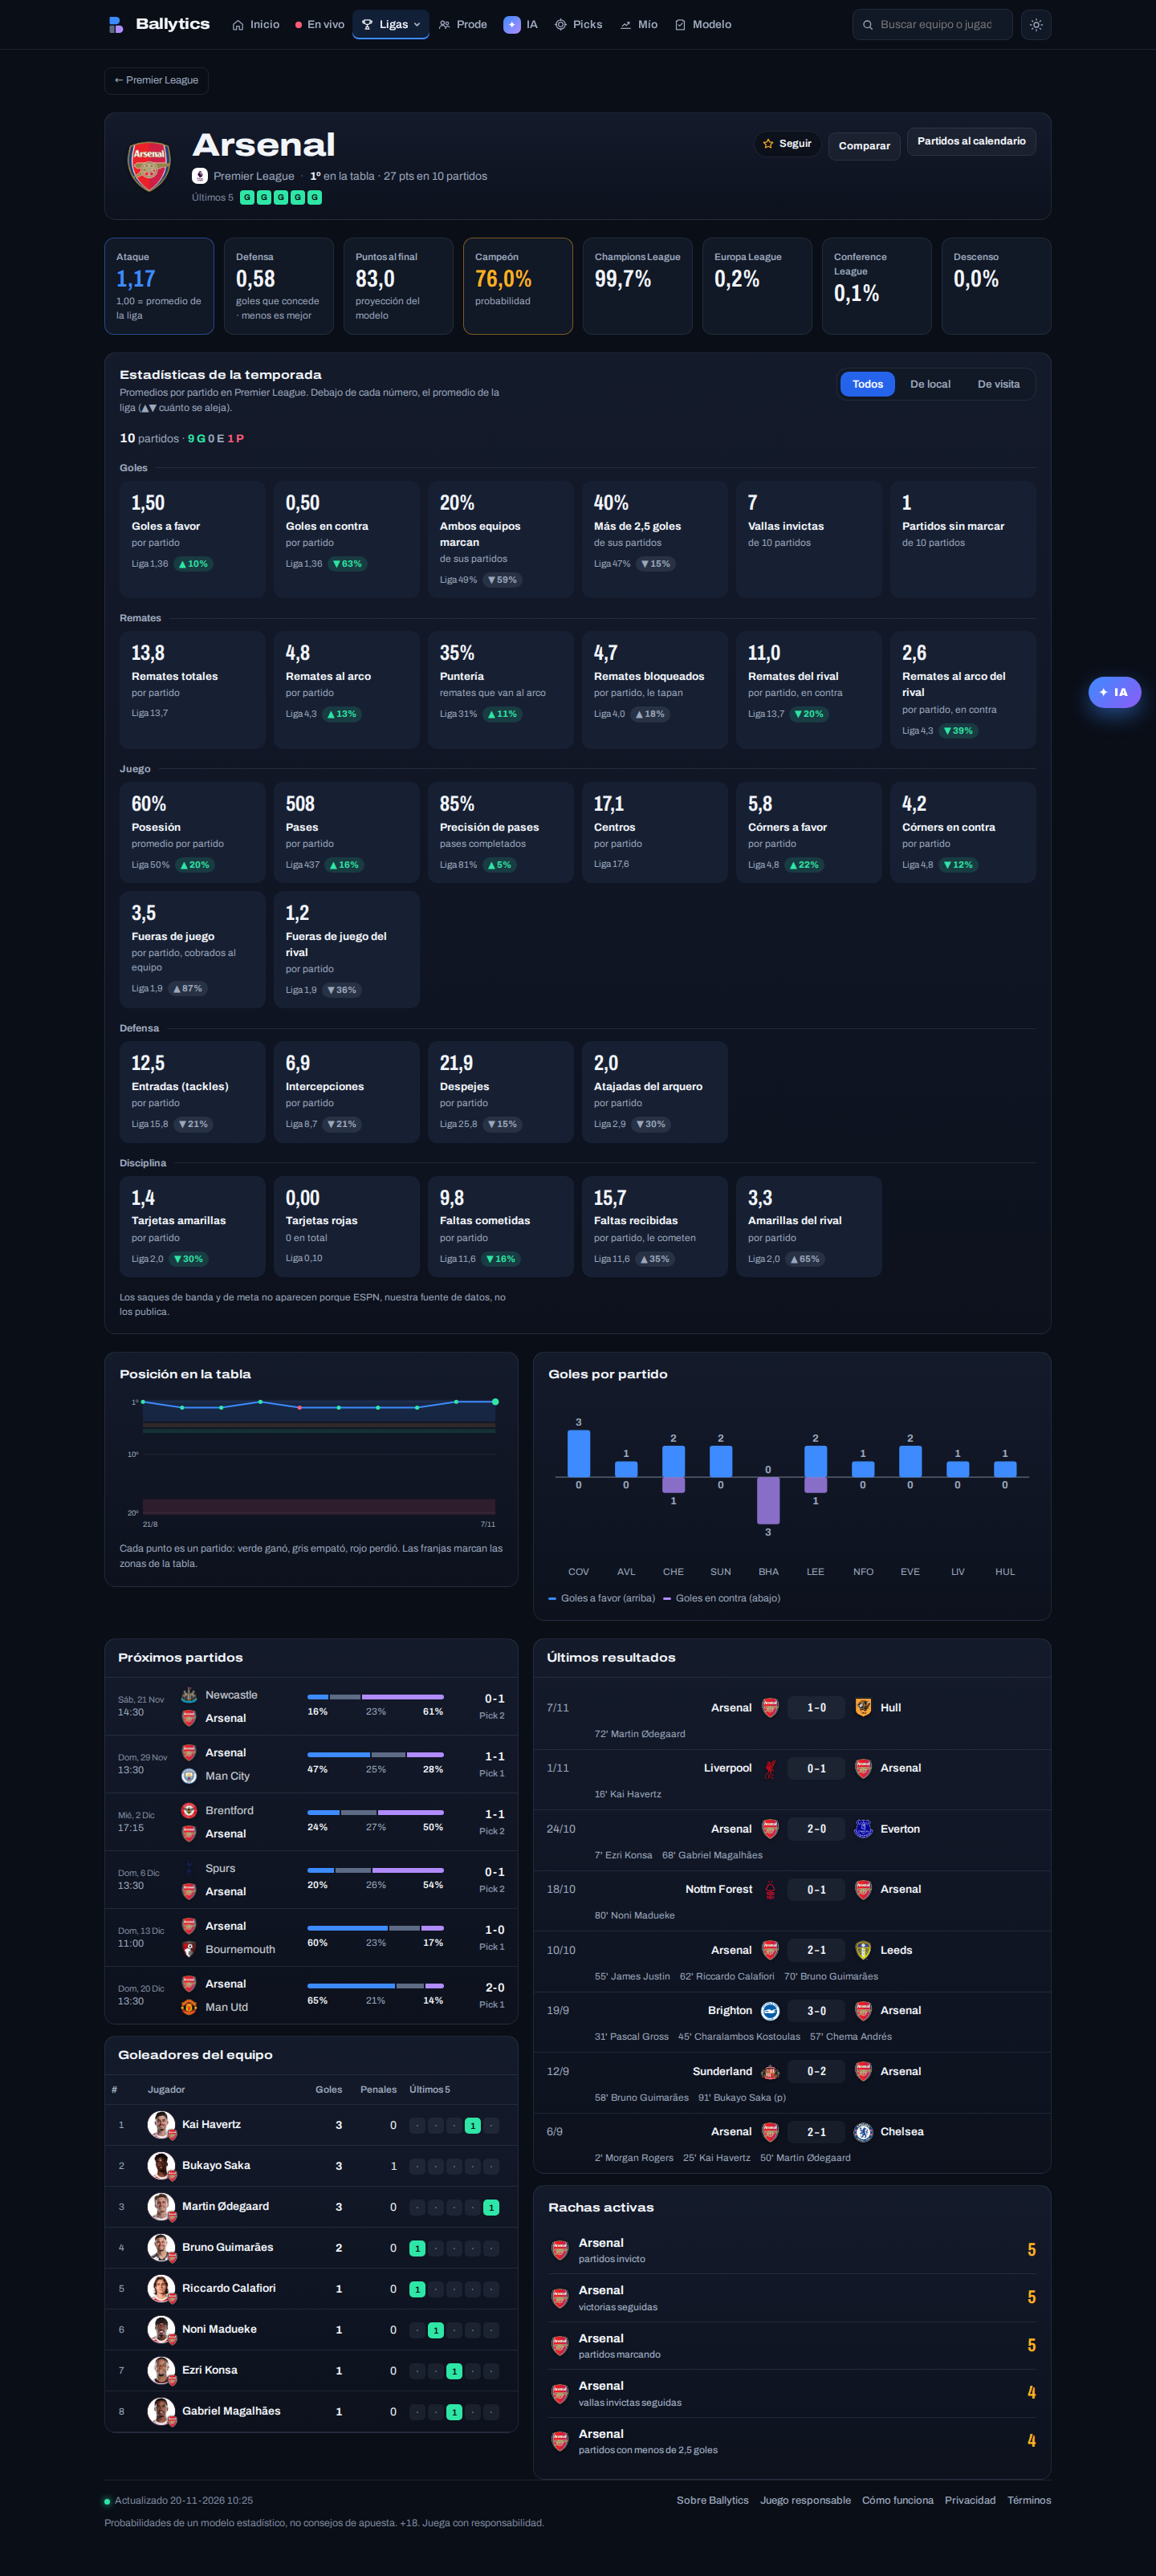 Ballytics
Inicio
En vivo
Ligas
Prode
IA
Picks
Mío
Modelo
Buscar equipo o jugac
← Premier League
Arsenal
Premier League · 1º en la tabla · 27 pts en 10 partidos
Últimos 5 G G G G G
Seguir
Comparar
Partidos al calendario
Ataque
1,17
1,00 = promedio de
la liga
Defensa
0,58
goles que concede
· menos es mejor
Puntos al final
83,0
proyección del
modelo
Campeón
76,0%
probabilidad
Champions League
99,7%
Europa League
0,2%
Conference
League
0,1%
Descenso
0,0%
Estadísticas de la temporada
Promedios por partido en Premier League. Debajo de cada número, el promedio de la
liga (▲▼ cuánto se aleja).
Todos
De local
De visita
10 partidos · 9 G 0 E 1 P
Goles
1,50
Goles a favor
por partido
Liga 1,36 ▲ 10%
0,50
Goles en contra
por partido
Liga 1,36 ▼ 63%
20%
Ambos equipos
marcan
de sus partidos
Liga 49% ▼ 59%
40%
Más de 2,5 goles
de sus partidos
Liga 47% ▼ 15%
7
Vallas invictas
de 10 partidos
1
Partidos sin marcar
de 10 partidos
Remates
13,8
Remates totales
por partido
Liga 13,7
4,8
Remates al arco
por partido
Liga 4,3 ▲ 13%
35%
Puntería
remates que van al arco
Liga 31% ▲ 11%
4,7
Remates bloqueados
por partido, le tapan
Liga 4,0 ▲ 18%
11,0
Remates del rival
por partido, en contra
Liga 13,7 ▼ 20%
2,6
Remates al arco del
rival
por partido, en contra
Liga 4,3 ▼ 39%
IA
Juego
60%
Posesión
promedio por partido
Liga 50% ▲ 20%
508
Pases
por partido
Liga 437 ▲ 16%
85%
Precisión de pases
pases completados
Liga 81% ▲ 5%
17,1
Centros
por partido
Liga 17,6
5,8
Córners a favor
por partido
Liga 4,8 ▲ 22%
4,2
Córners en contra
por partido
Liga 4,8 ▼ 12%
3,5
Fueras de juego
por partido, cobrados al
equipo
Liga 1,9 ▲ 87%
1,2
Fueras de juego del
rival
por partido
Liga 1,9 ▼ 36%
Defensa
12,5
Entradas (tackles)
por partido
Liga 15,8 ▼ 21%
6,9
Intercepciones
por partido
Liga 8,7 ▼ 21%
21,9
Despejes
por partido
Liga 25,8 ▼ 15%
2,0
Atajadas del arquero
por partido
Liga 2,9 ▼ 30%
Disciplina
1,4
Tarjetas amarillas
por partido
Liga 2,0 ▼ 30%
0,00
Tarjetas rojas
0 en total
Liga 0,10
9,8
Faltas cometidas
por partido
Liga 11,6 ▼ 16%
15,7
Faltas recibidas
por partido, le cometen
Liga 11,6 ▲ 35%
3,3
Amarillas del rival
por partido
Liga 2,0 ▲ 65%
Los saques de banda y de meta no aparecen porque ESPN, nuestra fuente de datos, no
los publica.
Posición en la tabla
1º
10º
20º
21/8
7/11
Cada punto es un partido: verde ganó, gris empató, rojo perdió. Las franjas marcan las
zonas de la tabla.
Goles por partido
3 1 2 2 0 2 1 2 1 1
0 0 1 0 3 1 0 0 0 0
COV AVL CHE SUN BHA LEE NFO EVE LIV HUL
Goles a favor (arriba) Goles en contra (abajo)
Próximos partidos
Sáb, 21 Nov
14:30
Newcastle
Arsenal
16% 23% 61%
0-1
Pick 2
Dom, 29 Nov
13:30
Arsenal
Man City
47% 25% 28%
1-1
Pick 1
Mié, 2 Dic
17:15
Brentford
Arsenal
24% 27% 50%
1-1
Pick 2
Dom, 6 Dic
13:30
Spurs
Arsenal
20% 26% 54%
0-1
Pick 2
Dom, 13 Dic
11:00
Arsenal
Bournemouth
60% 23% 17%
1-0
Pick 1
Dom, 20 Dic
13:30
Arsenal
Man Utd
65% 21% 14%
2-0
Pick 1
Goleadores del equipo
# Jugador Goles Penales Últimos 5
1 Kai Havertz 3 0 · · · 1 ·
2 Bukayo Saka 3 1 · · · · ·
3 Martin Ødegaard 3 0 · · · · 1
4 Bruno Guimarães 2 0 1 · · · ·
5 Riccardo Calafiori 1 0 1 · · · ·
6 Noni Madueke 1 0 · 1 · · ·
7 Ezri Konsa 1 0 · · 1 · ·
8 Gabriel Magalhães 1 0 · · 1 · ·
Últimos resultados
7/11 Arsenal 1-0 Hull
72' Martin Ødegaard
1/11 Liverpool 0-1 Arsenal
16' Kai Havertz
24/10 Arsenal 2-0 Everton
7' Ezri Konsa 68' Gabriel Magalhães
18/10 Nottm Forest 0-1 Arsenal
80' Noni Madueke
10/10 Arsenal 2-1 Leeds
55' James Justin 62' Riccardo Calafiori 70' Bruno Guimarães
19/9 Brighton 3-0 Arsenal
31' Pascal Gross 45' Charalambos Kostoulas 57' Chema Andrés
12/9 Sunderland 0-2 Arsenal
58' Bruno Guimarães 91' Bukayo Saka (p)
6/9 Arsenal 2-1 Chelsea
2' Morgan Rogers 25' Kai Havertz 50' Martin Ødegaard
Rachas activas
Arsenal
partidos invicto
5
Arsenal
victorias seguidas
5
Arsenal
partidos marcando
5
Arsenal
vallas invictas seguidas
4
Arsenal
partidos con menos de 2,5 goles
4
Actualizado 20-11-2026 10:25
Sobre Ballytics Juego responsable Cómo funciona Privacidad Términos
Probabilidades de un modelo estadístico, no consejos de apuesta. +18. Juega con responsabilidad.